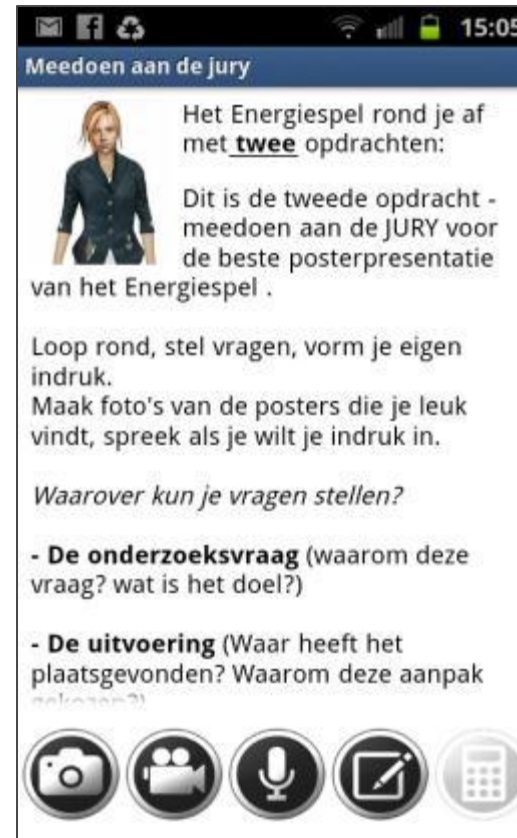 15:05
Meedoen aan de jury
Het Energiespel rond je af
met twee opdrachten:
Dit is de tweede opdracht -
meedoen aan de JURY voor
de beste posterpresentatie
van het Energiespel .
Loop rond, stel vragen, vorm je eigen
indruk.
Maak foto's van de posters die je leuk
vindt, spreek als je wilt je indruk in.
Waarover kun je vragen stellen?
- De onderzoeksvraag (waarom deze
vraag? wat is het doel?)
- De uitvoering (Waar heeft het
plaatsgevonden? Waarom deze aanpak
gekozen?)